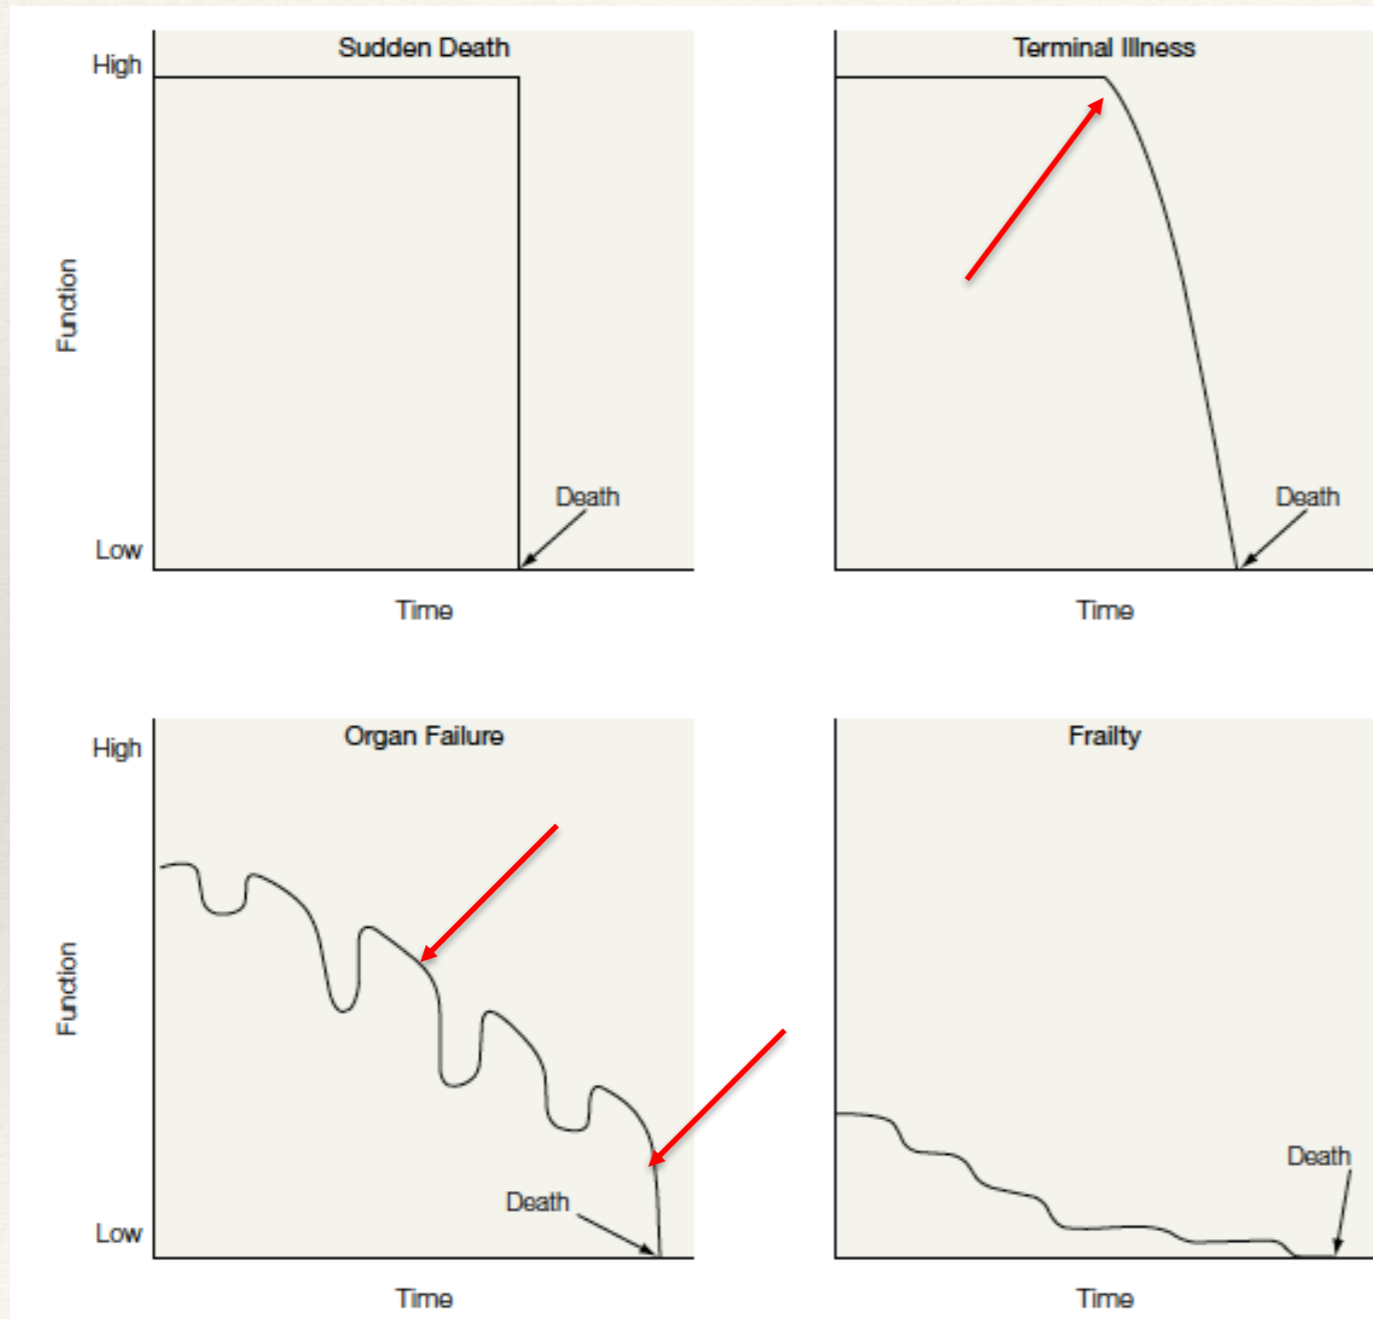 Sudden Death
High
Function
Low
Death
Time
Terminal Illness
Death
Time
Organ Failure
High
Function
Low
Death
Time
Frailty
Death
Time